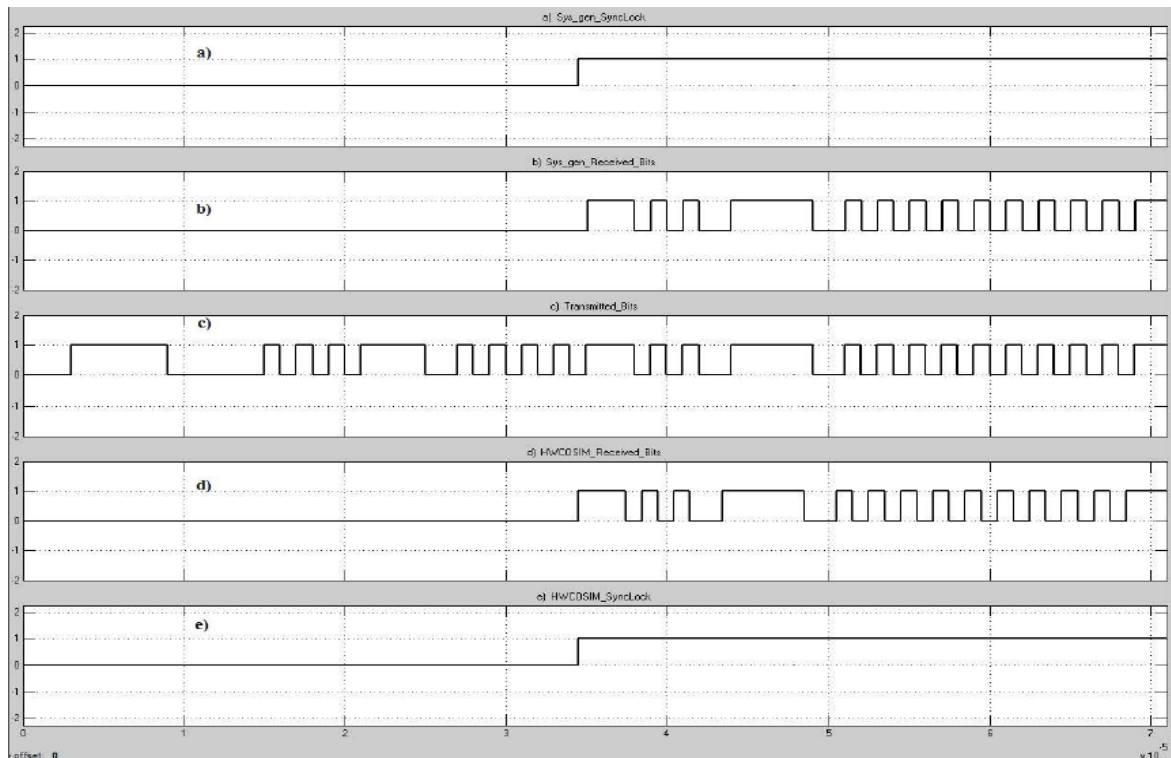 a) Sys_gen_SyncLock
a)
2
1
0
-1
-2
b) Sys_gen_Received_Bits
b)
2
1
0
-1
-2
c) Transmitted_Bits
c)
2
1
0
-1
-2
d) HWCOSIM_Received_Bits
d)
2
1
0
-1
-2
e) HWCOSIM_SyncLock
e)
2
1
0
-1
-2
0 1 2 3 4 5 6 7
offset: 0
x 10
-5